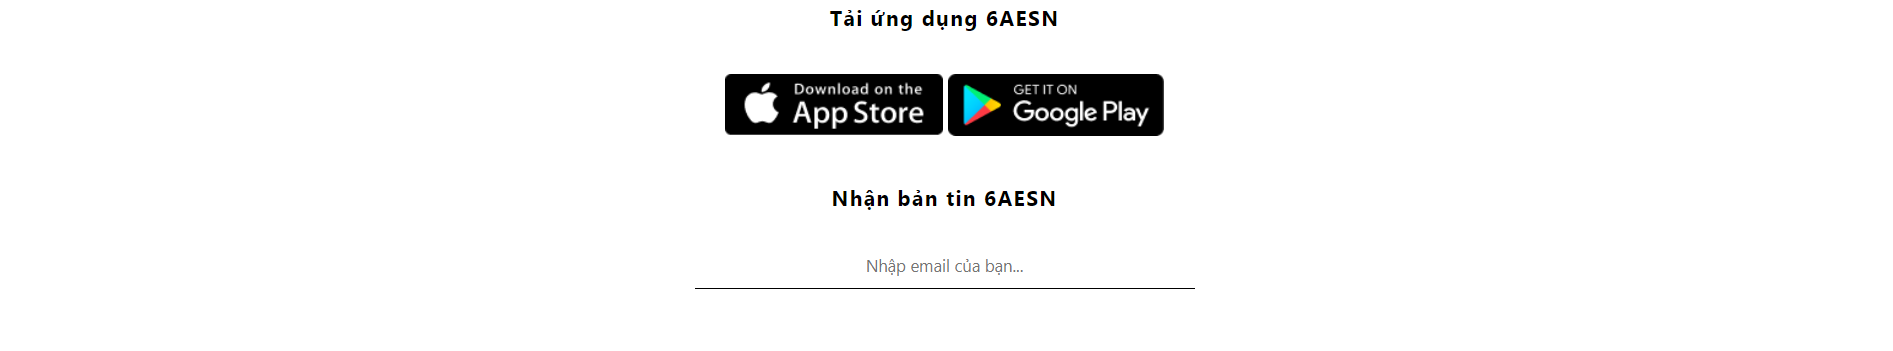 Tải ứng dụng 6AESN
Download on the
App Store
GET IT ON
Google Play
Nhận bản tin 6AESN
Nhập email của bạn...